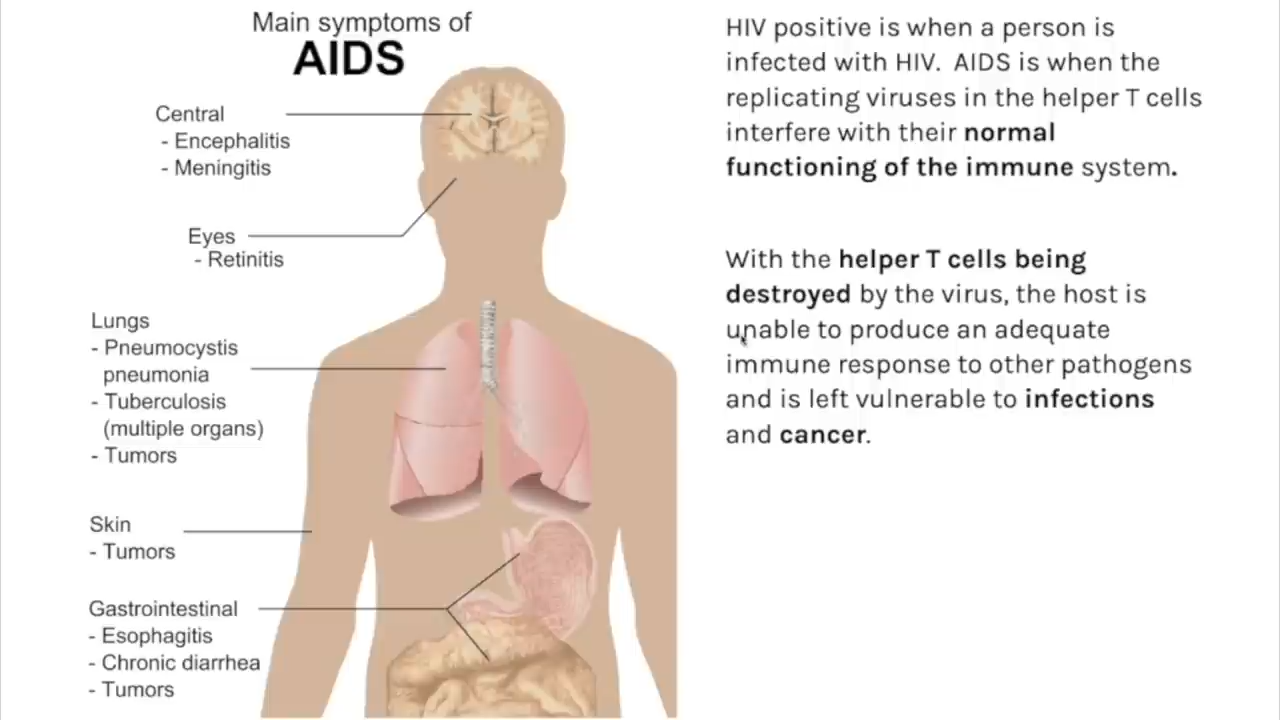 Main symptoms of
AIDS
Central
- Encephalitis
- Meningitis
Eyes
- Retinitis
Lungs
- Pneumocystis
pneumonia
- Tuberculosis
(multiple organs)
- Tumors
Skin
- Tumors
Gastrointestinal
- Esophagitis
- Chronic diarrhea
- Tumors
HIV positive is when a person is
infected with HIV. AIDS is when the
replicating viruses in the helper T cells
interfere with their normal
functioning of the immune system.
With the helper T cells being
destroyed by the virus, the host is
unable to produce an adequate
immune response to other pathogens
and is left vulnerable to infections
and cancer.